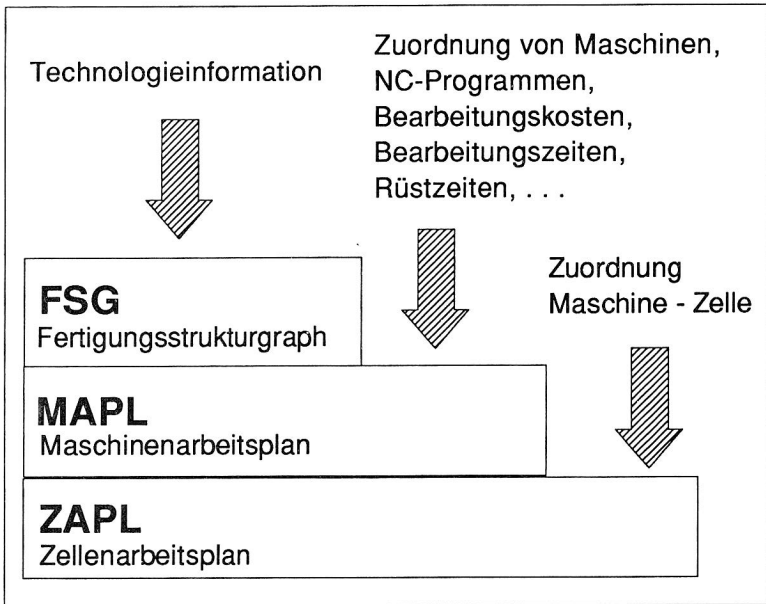 Technologieinformation
Zuordnung von Maschinen,
NC-Programmen,
Bearbeitungskosten,
Bearbeitungszeiten,
Rüstzeiten, . . .
Zuordnung
Maschine - Zelle
FSG
Fertigungsstrukturgraph
MAPL
Maschinenarbeitsplan
ZAPL
Zellenarbeitsplan